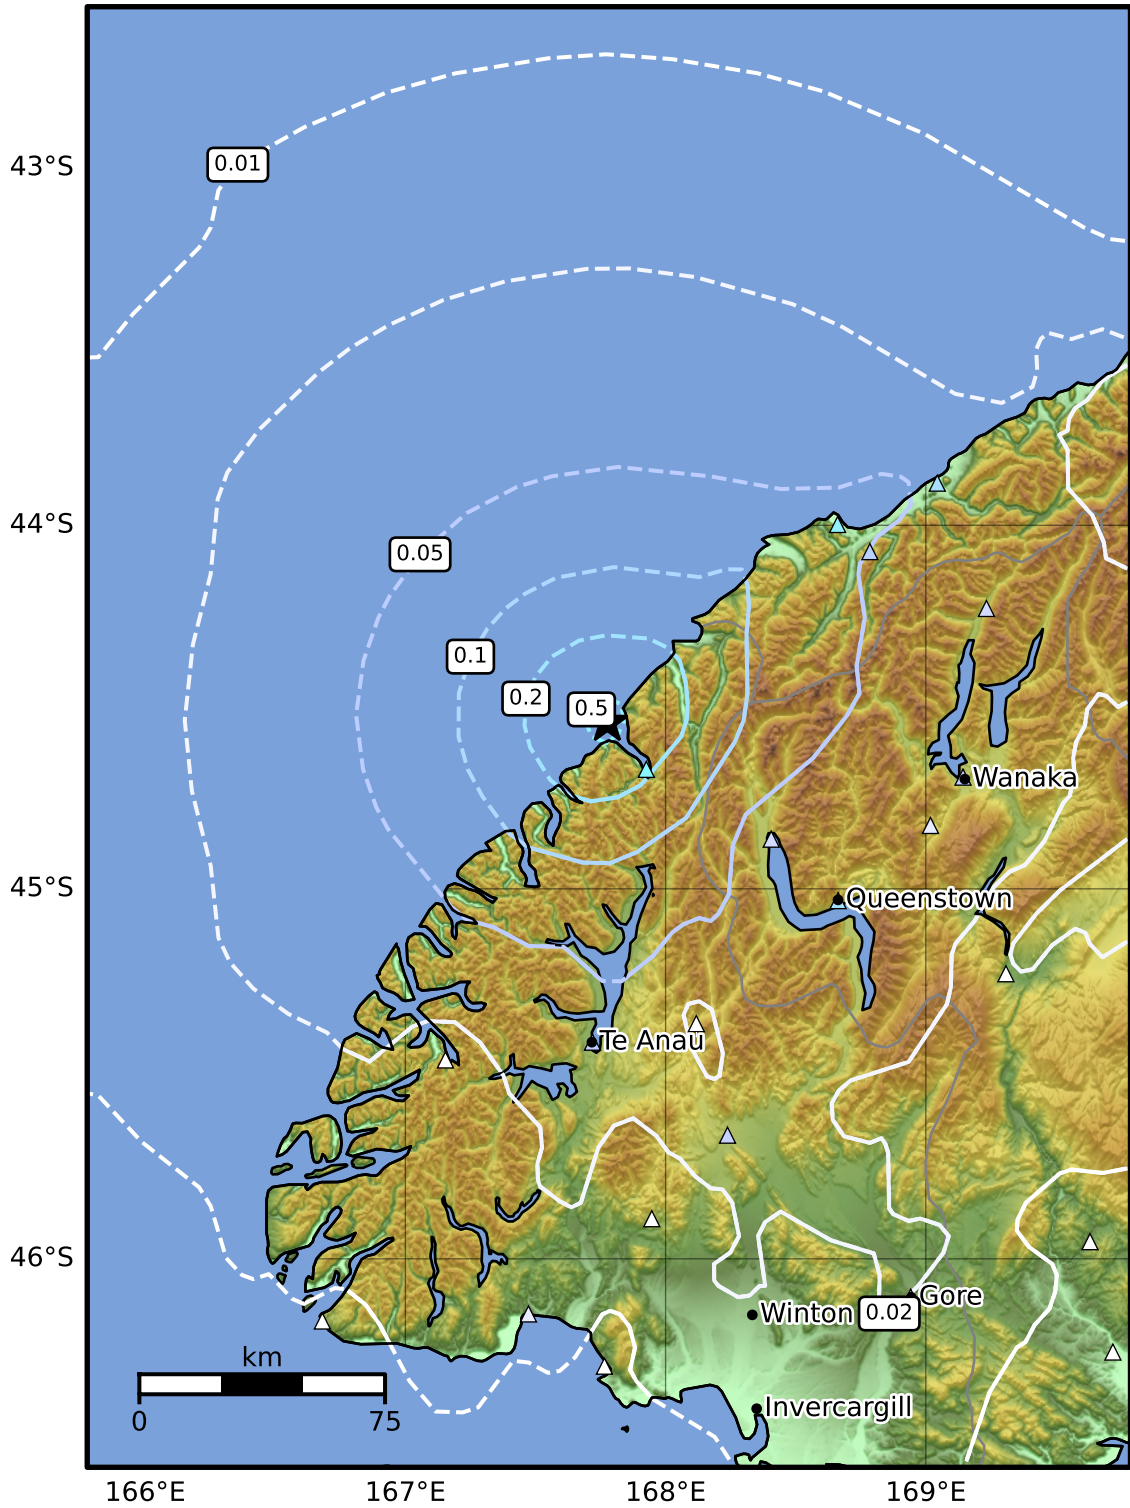 0.01
43°S
44°S
0.05
0.1
0.2
0.5
Wanaka
45°S
Queenstown
Te Anau
46°S
Gore
Winton
0.02
km
0
75
Invercargill
166°E
167°E
168°E
169°E